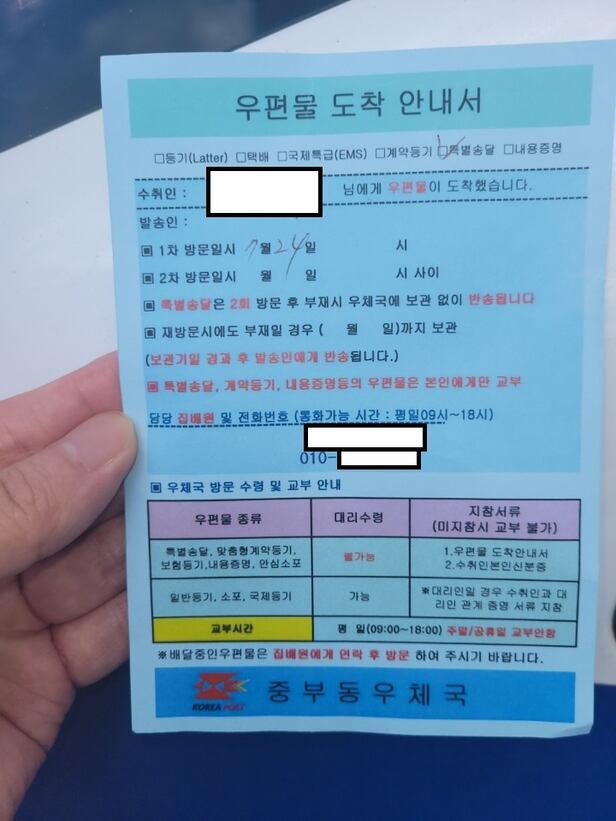 우편물 도착 안내서
□등기(Latter) □택배 □국제특급(EMS) □계약등기 □특별송달 □내용증명
수취인 : 님에게 우편물이 도착했습니다.
발송인 :
▣ 1차 방문일시 7월 24일 시
▣ 2차 방문일시 월 일 시 사이
▣ 특별송달은 2회 방문 후 부재시 우체국에 보관 없이 반송됩니다
▣ 재방문시에도 부재일 경우 ( 월 일)까지 보관
(보관기일 경과 후 발송인에게 반송됩니다.)
▣ 특별송달, 계약등기, 내용증명등의 우편물은 본인에게만 교부
담당 집배원 및 전화번호 (통화가능 시간 : 평일09시~18시)
010-
▣ 우체국 방문 수령 및 교부 안내
우편물 종류 대리수령 지참서류
(미지참시 교부 불가)
특별송달, 맞춤형계약등기,
보험등기,내용증명, 안심소포
불가능
1.우편물 도착안내서
2.수취인본인신분증
일반등기, 소포, 국제등기
가능
※대리인일 경우 수취인과 대
리인 관계 증명 서류 지참
교부시간 평 일(09:00~18:00) 주말/공휴일 교부안함
※배달중인우편물은 집배원에게 연락 후 방문 하여 주시기 바랍니다.
KOREA POST 중부동우체국